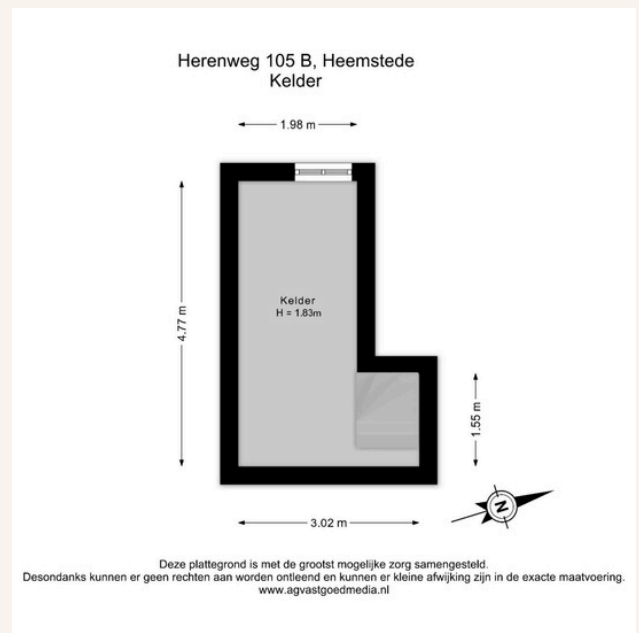 Herenweg 105 B, Heemstede
Kelder
1.98 m
4.77 m
Kelder
H = 1.83m
1.55 m
3.02 m
N
Deze plattegrond is met de grootst mogelijke zorg samengesteld.
Desondanks kunnen er geen rechten aan worden ontleend en kunnen er kleine afwijking zijn in de exacte maatvoering.
www.agvastgoedmedia.nl